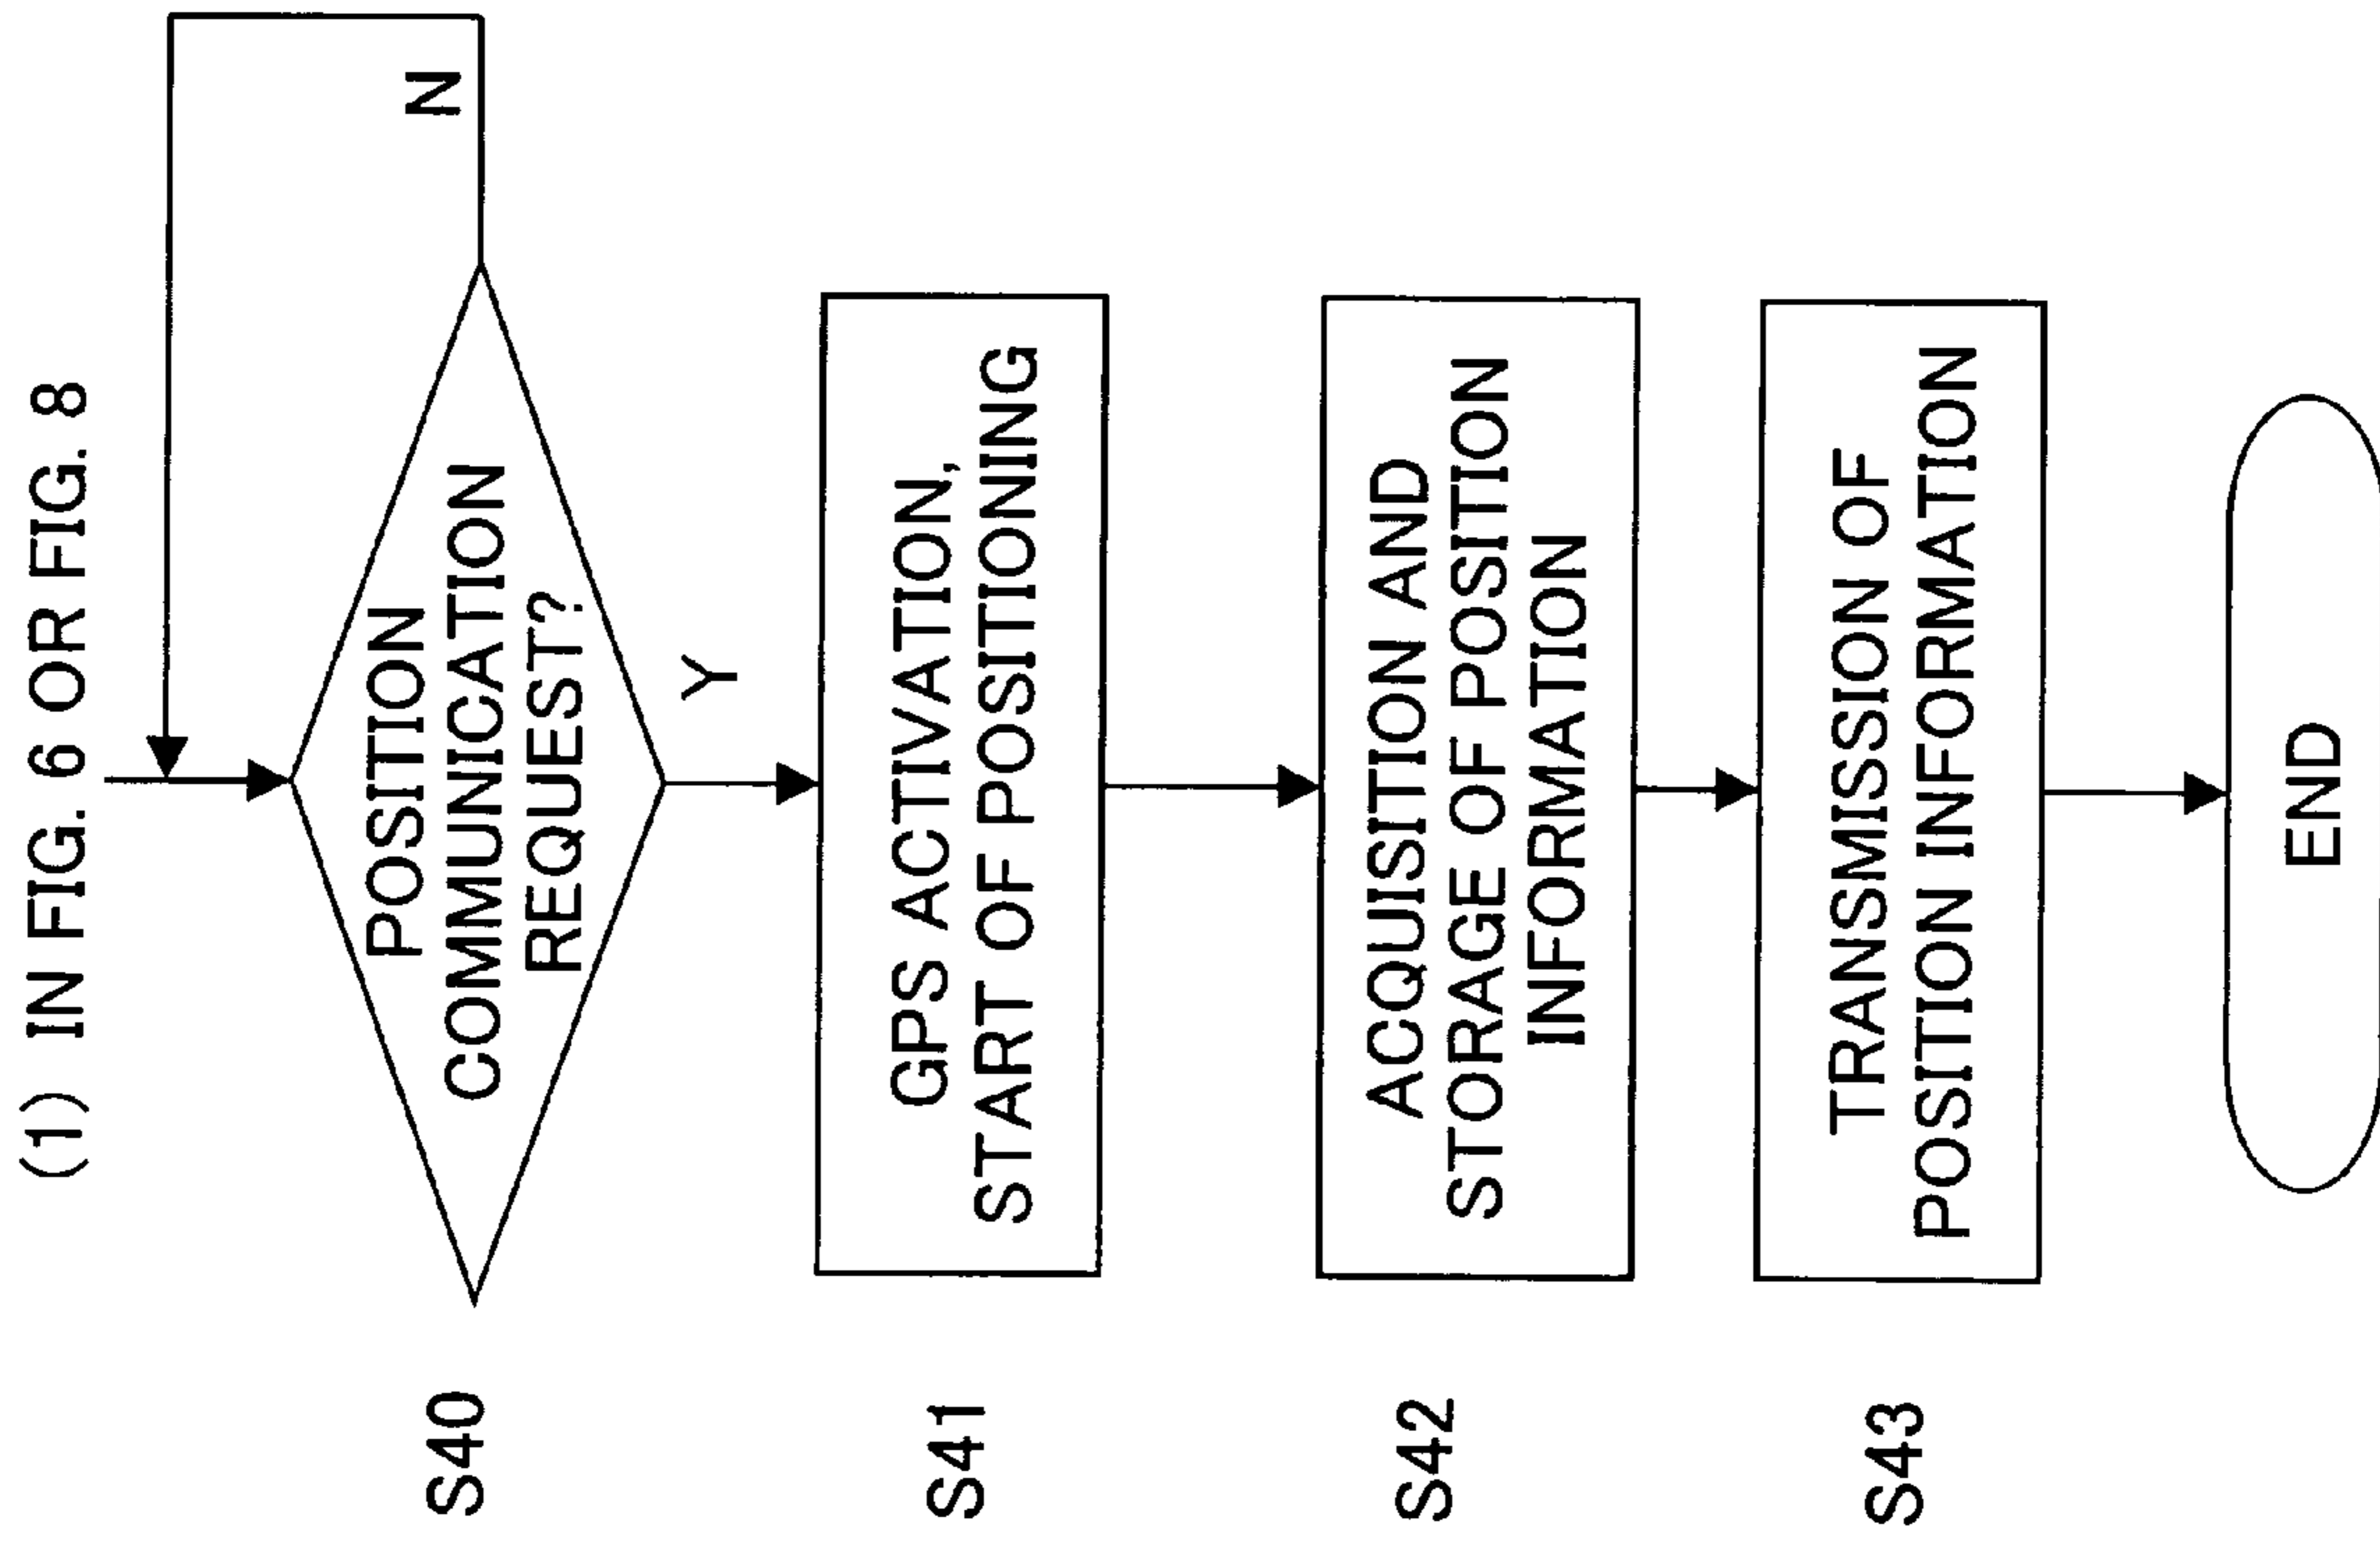 (1) IN FIG. 6 OR FIG. 8
S40
POSITION
COMMUNICATION
REQUEST?
N
Y
S41
GPS ACTIVATION,
START OF POSITIONING
S42
ACQUISITION AND
STORAGE OF POSITION
INFORMATION
S43
TRANSMISSION OF
POSITION INFORMATION
END